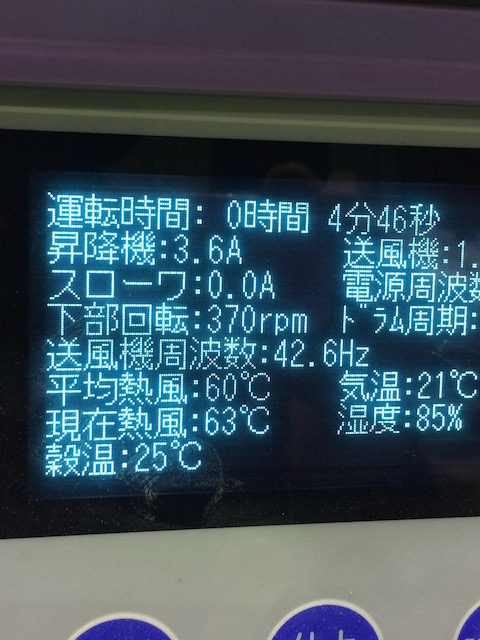 運転時間: 0時間 4分46秒
昇降機:3.6A 送風機:1.
スローワ:0.0A 電源周波数
下部回転:370rpm ドラム周期:
送風機周波数:42.6Hz
平均熱風:60℃ 気温:21℃
現在熱風:63℃ 湿度:85%
穀温:25℃